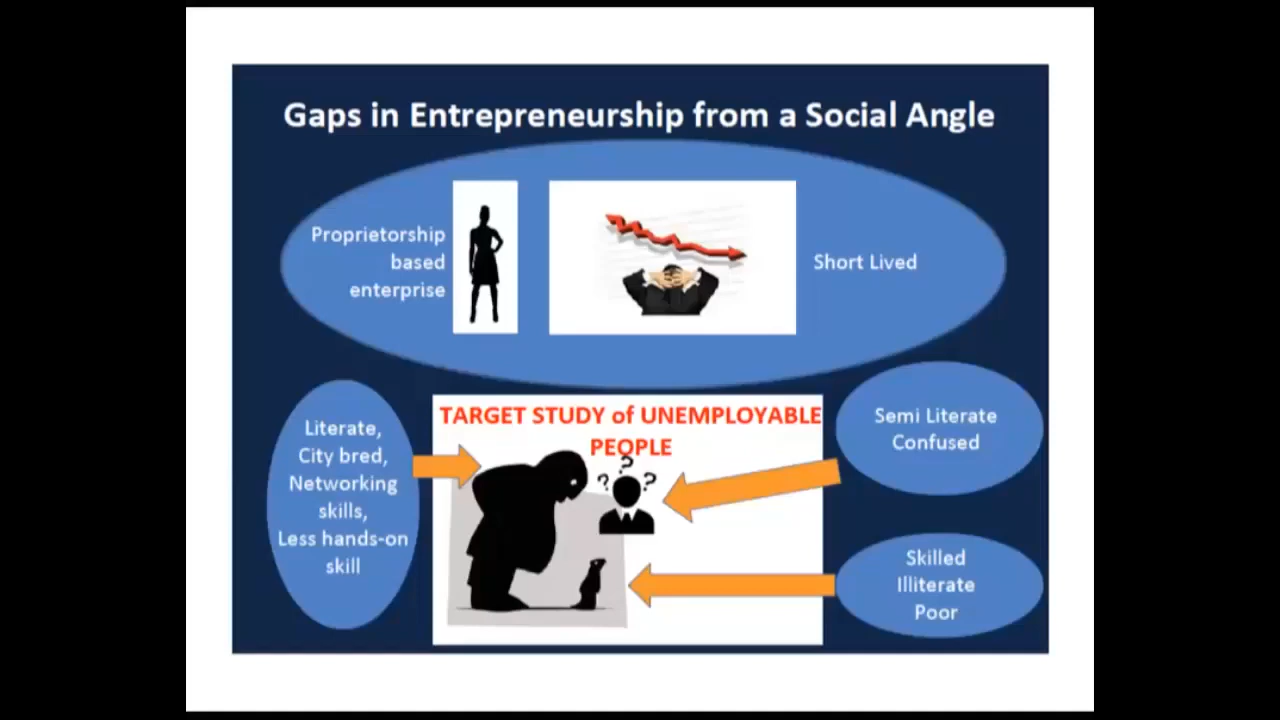 Gaps in Entrepreneurship from a Social Angle
Proprietorship
based
enterprise
Short Lived
TARGET STUDY of UNEMPLOYABLE
PEOPLE
Literate,
City bred,
Networking
skills,
Less hands-on
skill
? ? ?
Semi Literate
Confused
Skilled
Illiterate
Poor